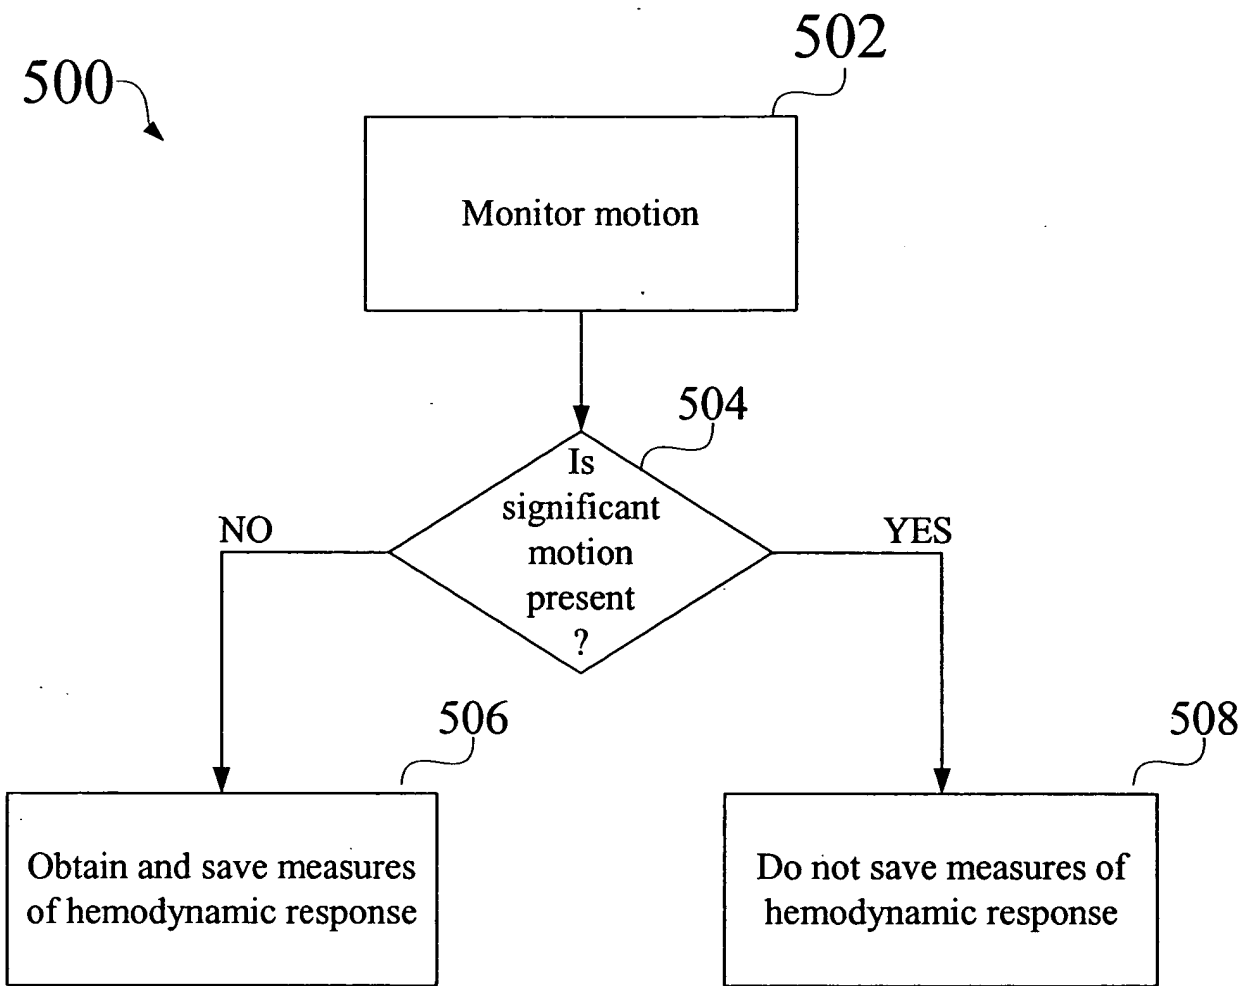 500
502
Monitor motion
504
Is
significant
motion
present
?
NO
YES
506
508
Obtain and save measures
of hemodynamic response
Do not save measures of
hemodynamic response